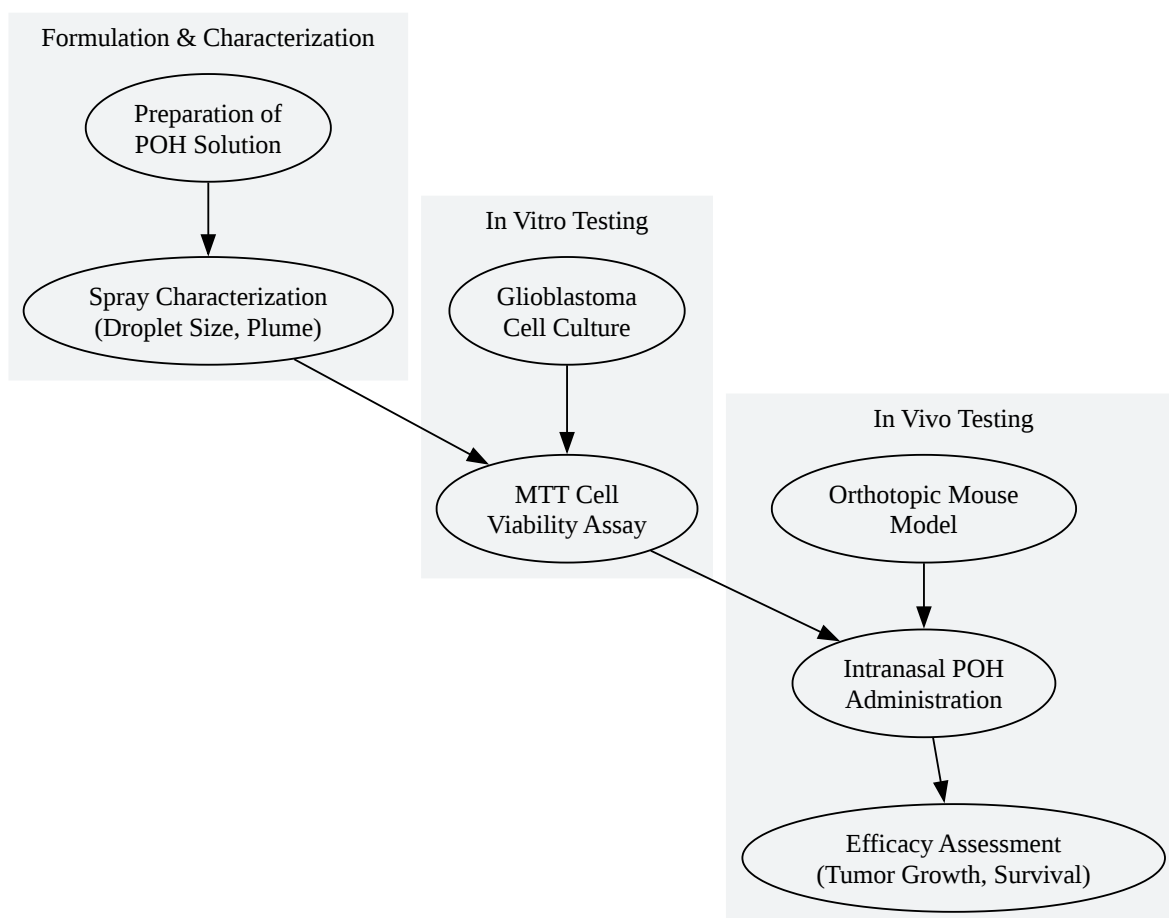 Formulation & Characterization
Preparation of
POH Solution
Spray Characterization
(Droplet Size, Plume)
In Vitro Testing
Glioblastoma
Cell Culture
MTT Cell
Viability Assay
In Vivo Testing
Orthotopic Mouse
Model
Intranasal POH
Administration
Efficacy Assessment
(Tumor Growth, Survival)